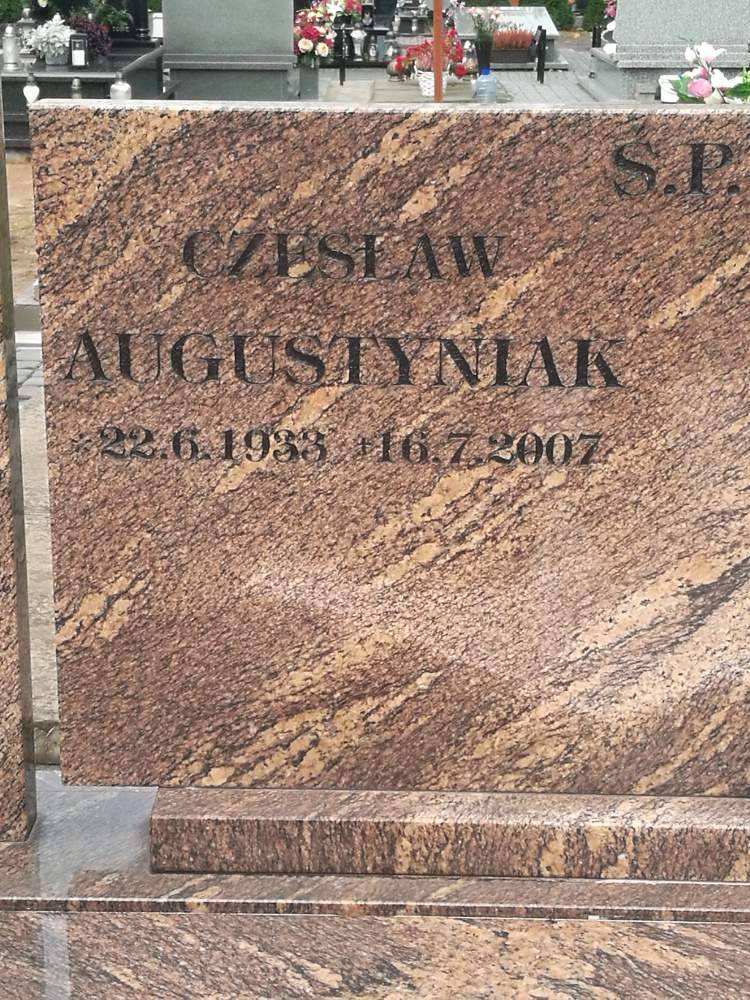 Ś.P.
CZESŁAW
AUGUSTYNIAK
* 22.6.1933 +16.7.2007